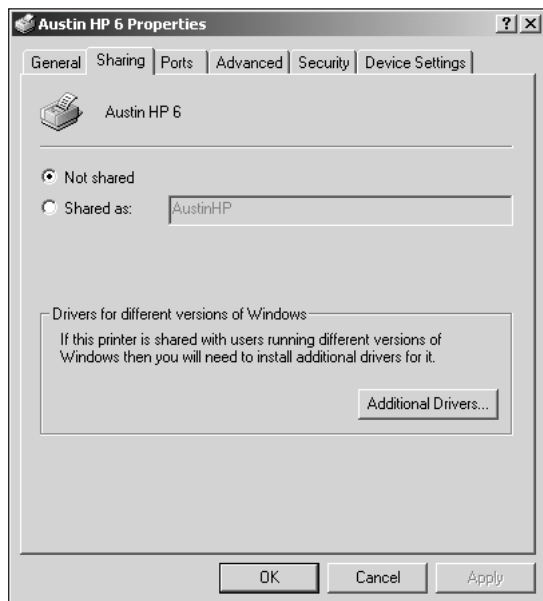 Austin HP 6 Properties
General Sharing Ports Advanced Security Device Settings
Austin HP 6
Not shared
Shared as: AustinHP
Drivers for different versions of Windows
If this printer is shared with users running different versions of
Windows then you will need to install additional drivers for it.
Additional Drivers...
OK Cancel Apply